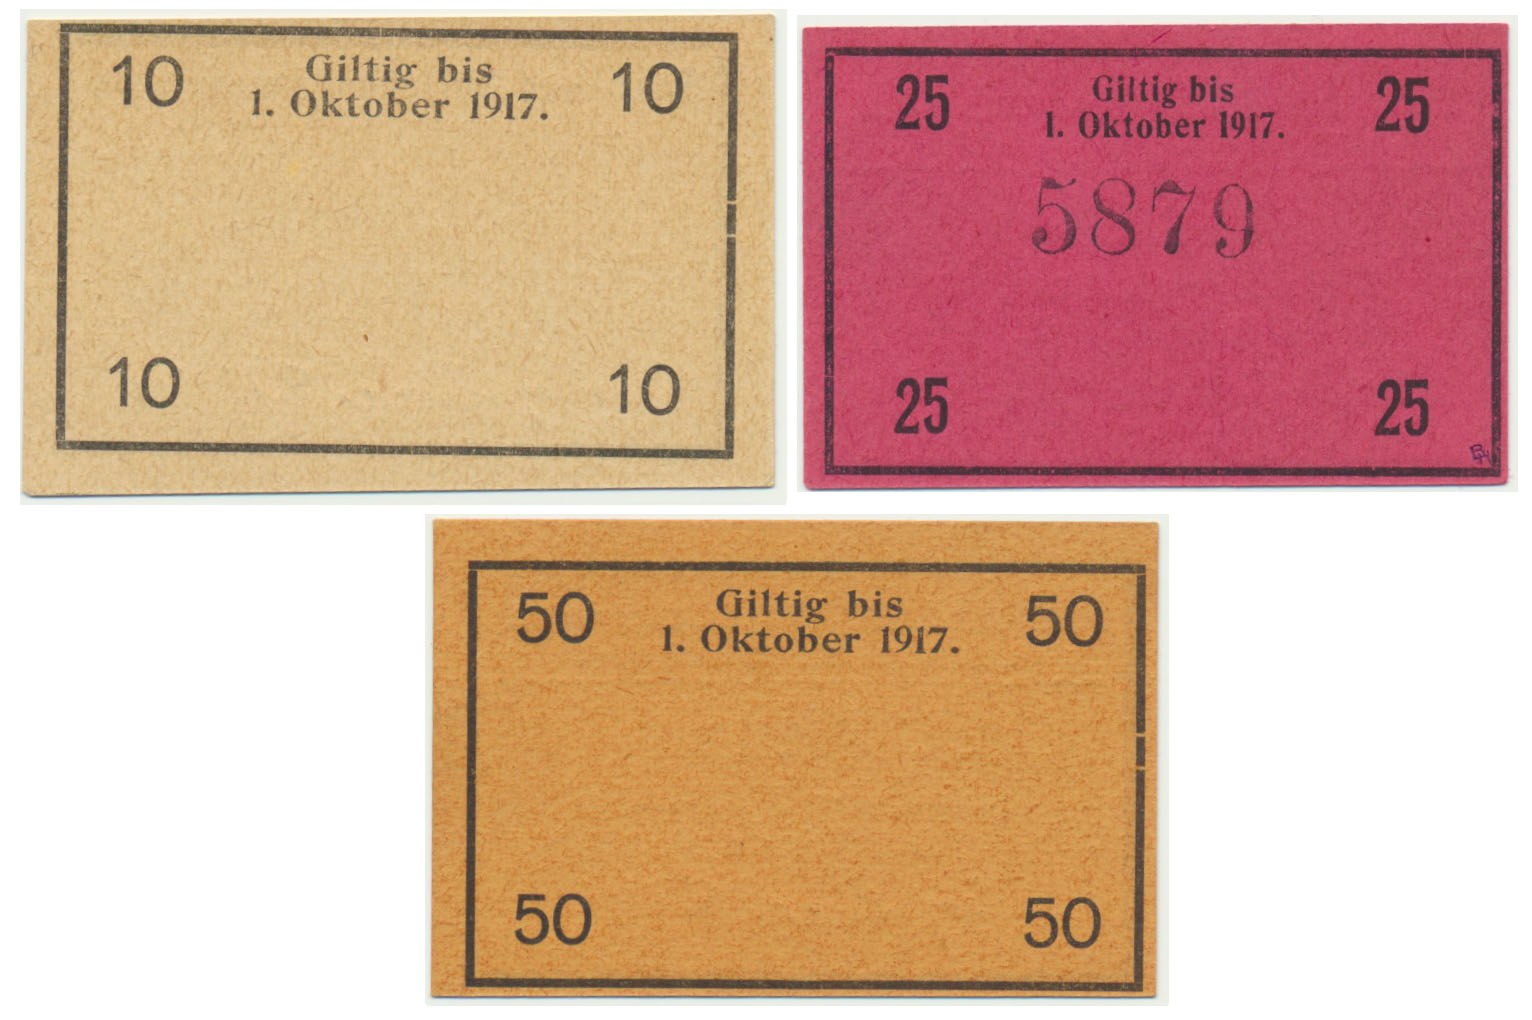 10 Giltig bis 10
1. Oktober 1917.
10 10
25 Giltig bis 25
1. Oktober 1917.
5879
25 25
50 Giltig bis 50
1. Oktober 1917.
50 50